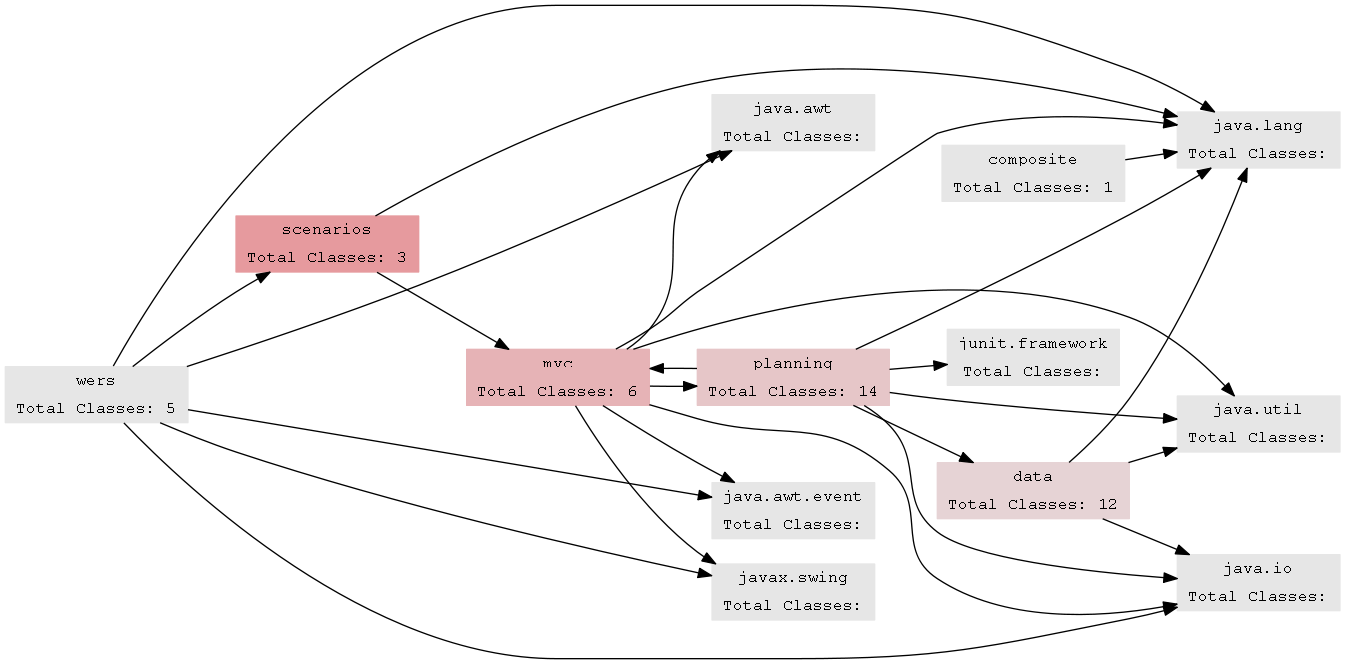 java.awt
Total Classes:
java.lang
Total Classes:
composite
Total Classes: 1
scenarios
Total Classes: 3
junit.framework
Total Classes:
mvc
Total Classes: 6
planning
Total Classes: 14
wers
Total Classes: 5
java.util
Total Classes:
data
Total Classes: 12
java.awt.event
Total Classes:
java.io
Total Classes:
javax.swing
Total Classes: